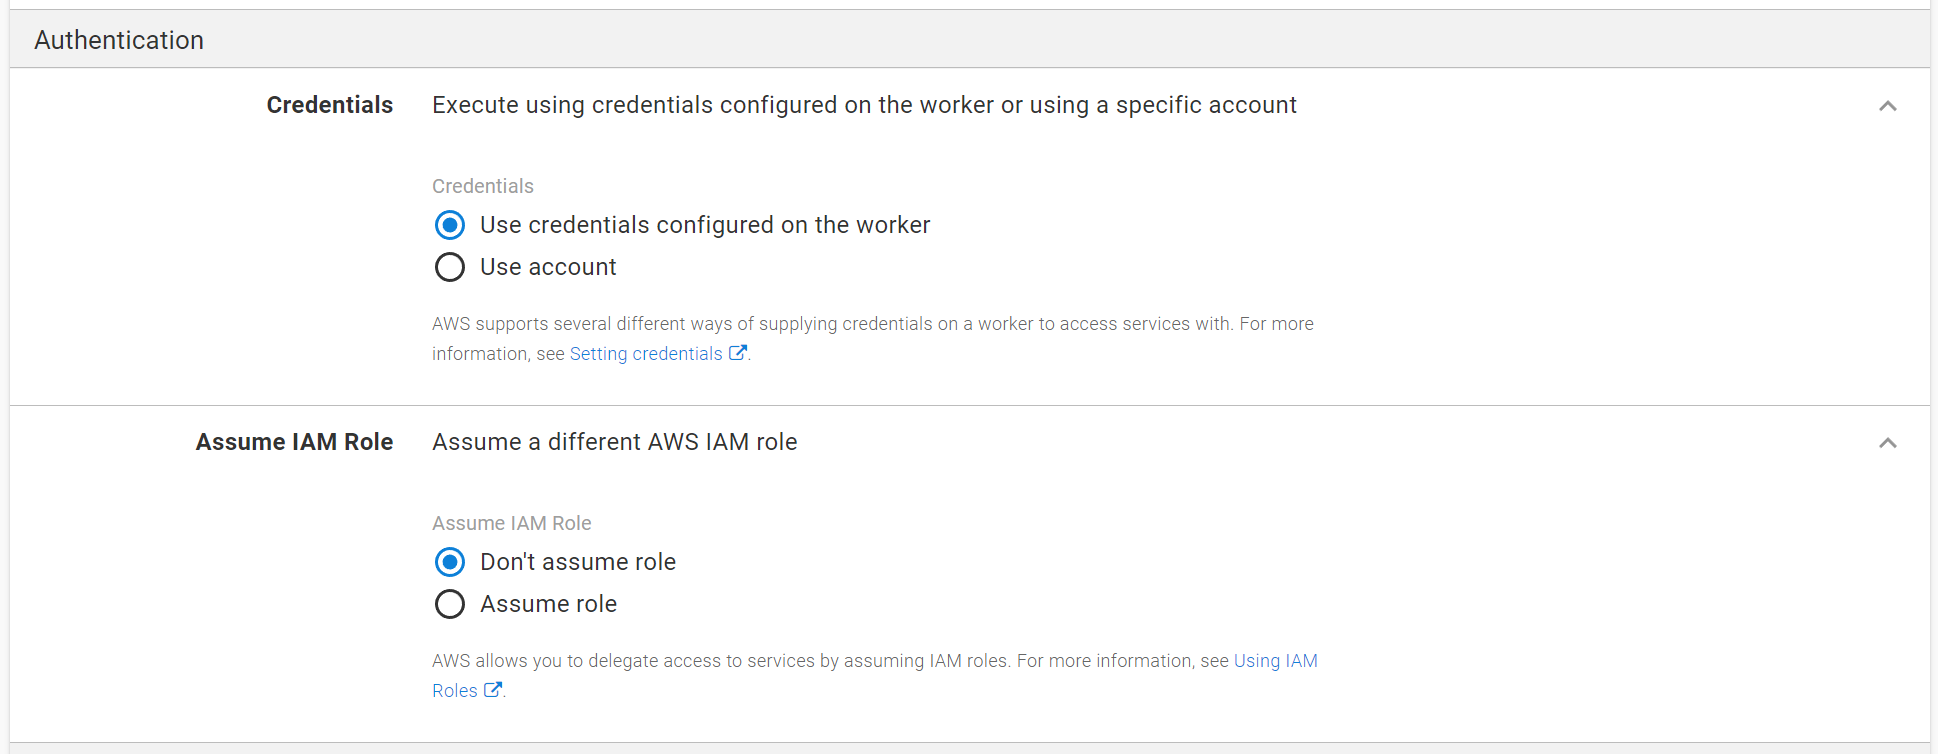 Authentication
Credentials Execute using credentials configured on the worker or using a specific account
Credentials
Use credentials configured on the worker
Use account
AWS supports several different ways of supplying credentials on a worker to access services with. For more
information, see Setting credentials.
Assume IAM Role Assume a different AWS IAM role
Assume IAM Role
Don't assume role
Assume role
AWS allows you to delegate access to services by assuming IAM roles. For more information, see Using IAM
Roles.